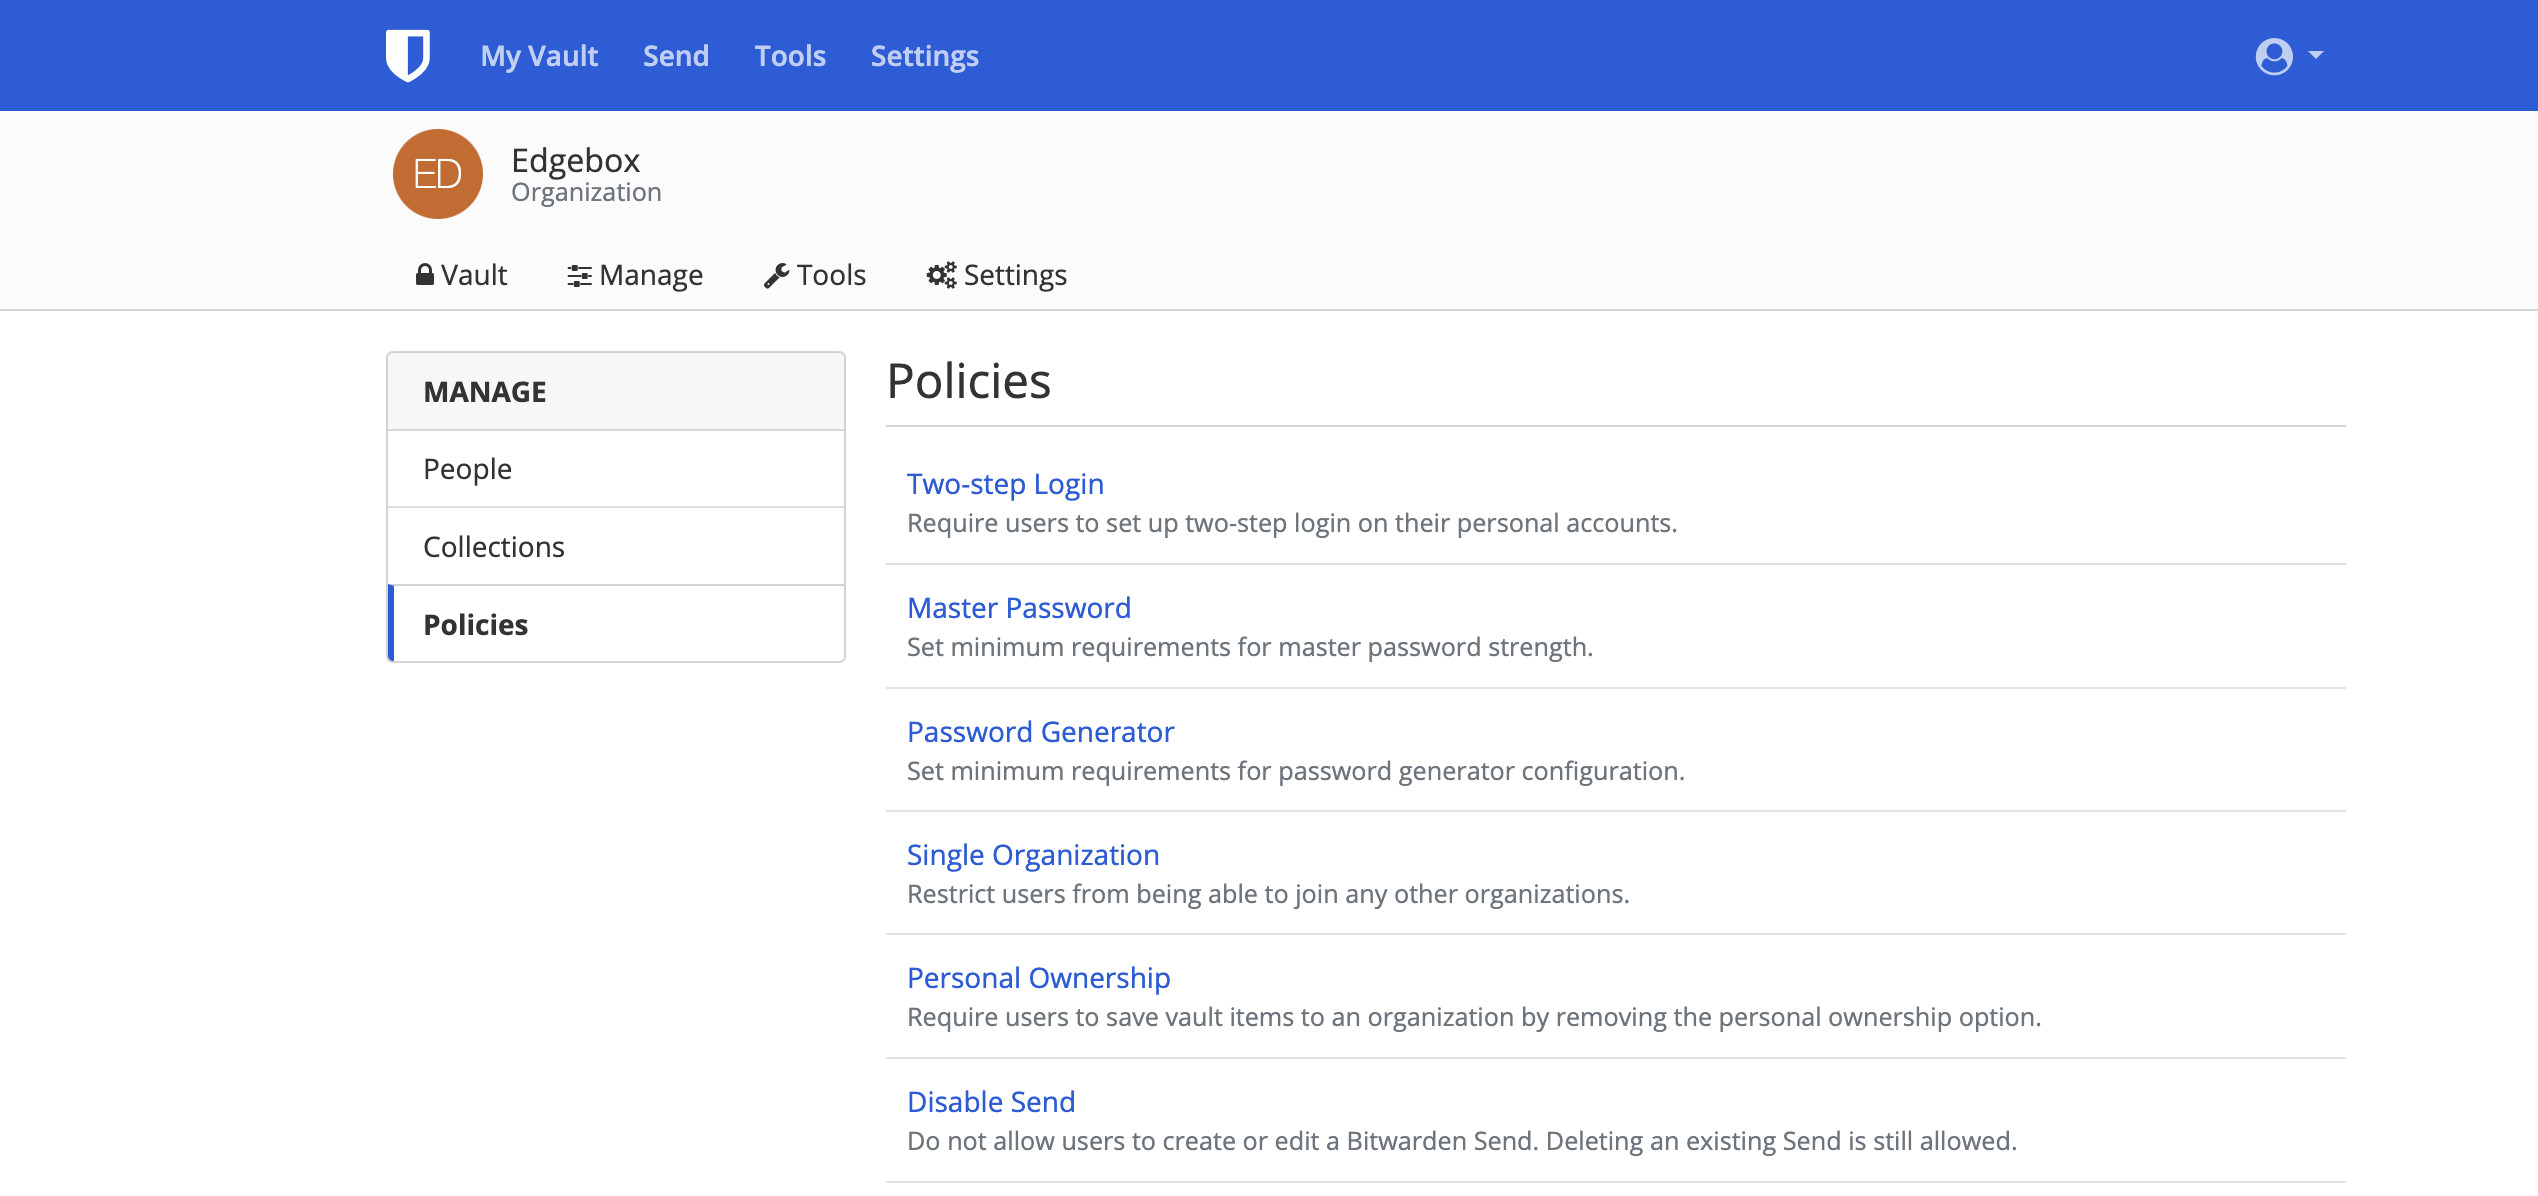 My Vault Send Tools Settings
ED
Edgebox
Organization
Vault Manage Tools Settings
MANAGE
People
Collections
Policies
Policies
Two-step Login
Require users to set up two-step login on their personal accounts.
Master Password
Set minimum requirements for master password strength.
Password Generator
Set minimum requirements for password generator configuration.
Single Organization
Restrict users from being able to join any other organizations.
Personal Ownership
Require users to save vault items to an organization by removing the personal ownership option.
Disable Send
Do not allow users to create or edit a Bitwarden Send. Deleting an existing Send is still allowed.